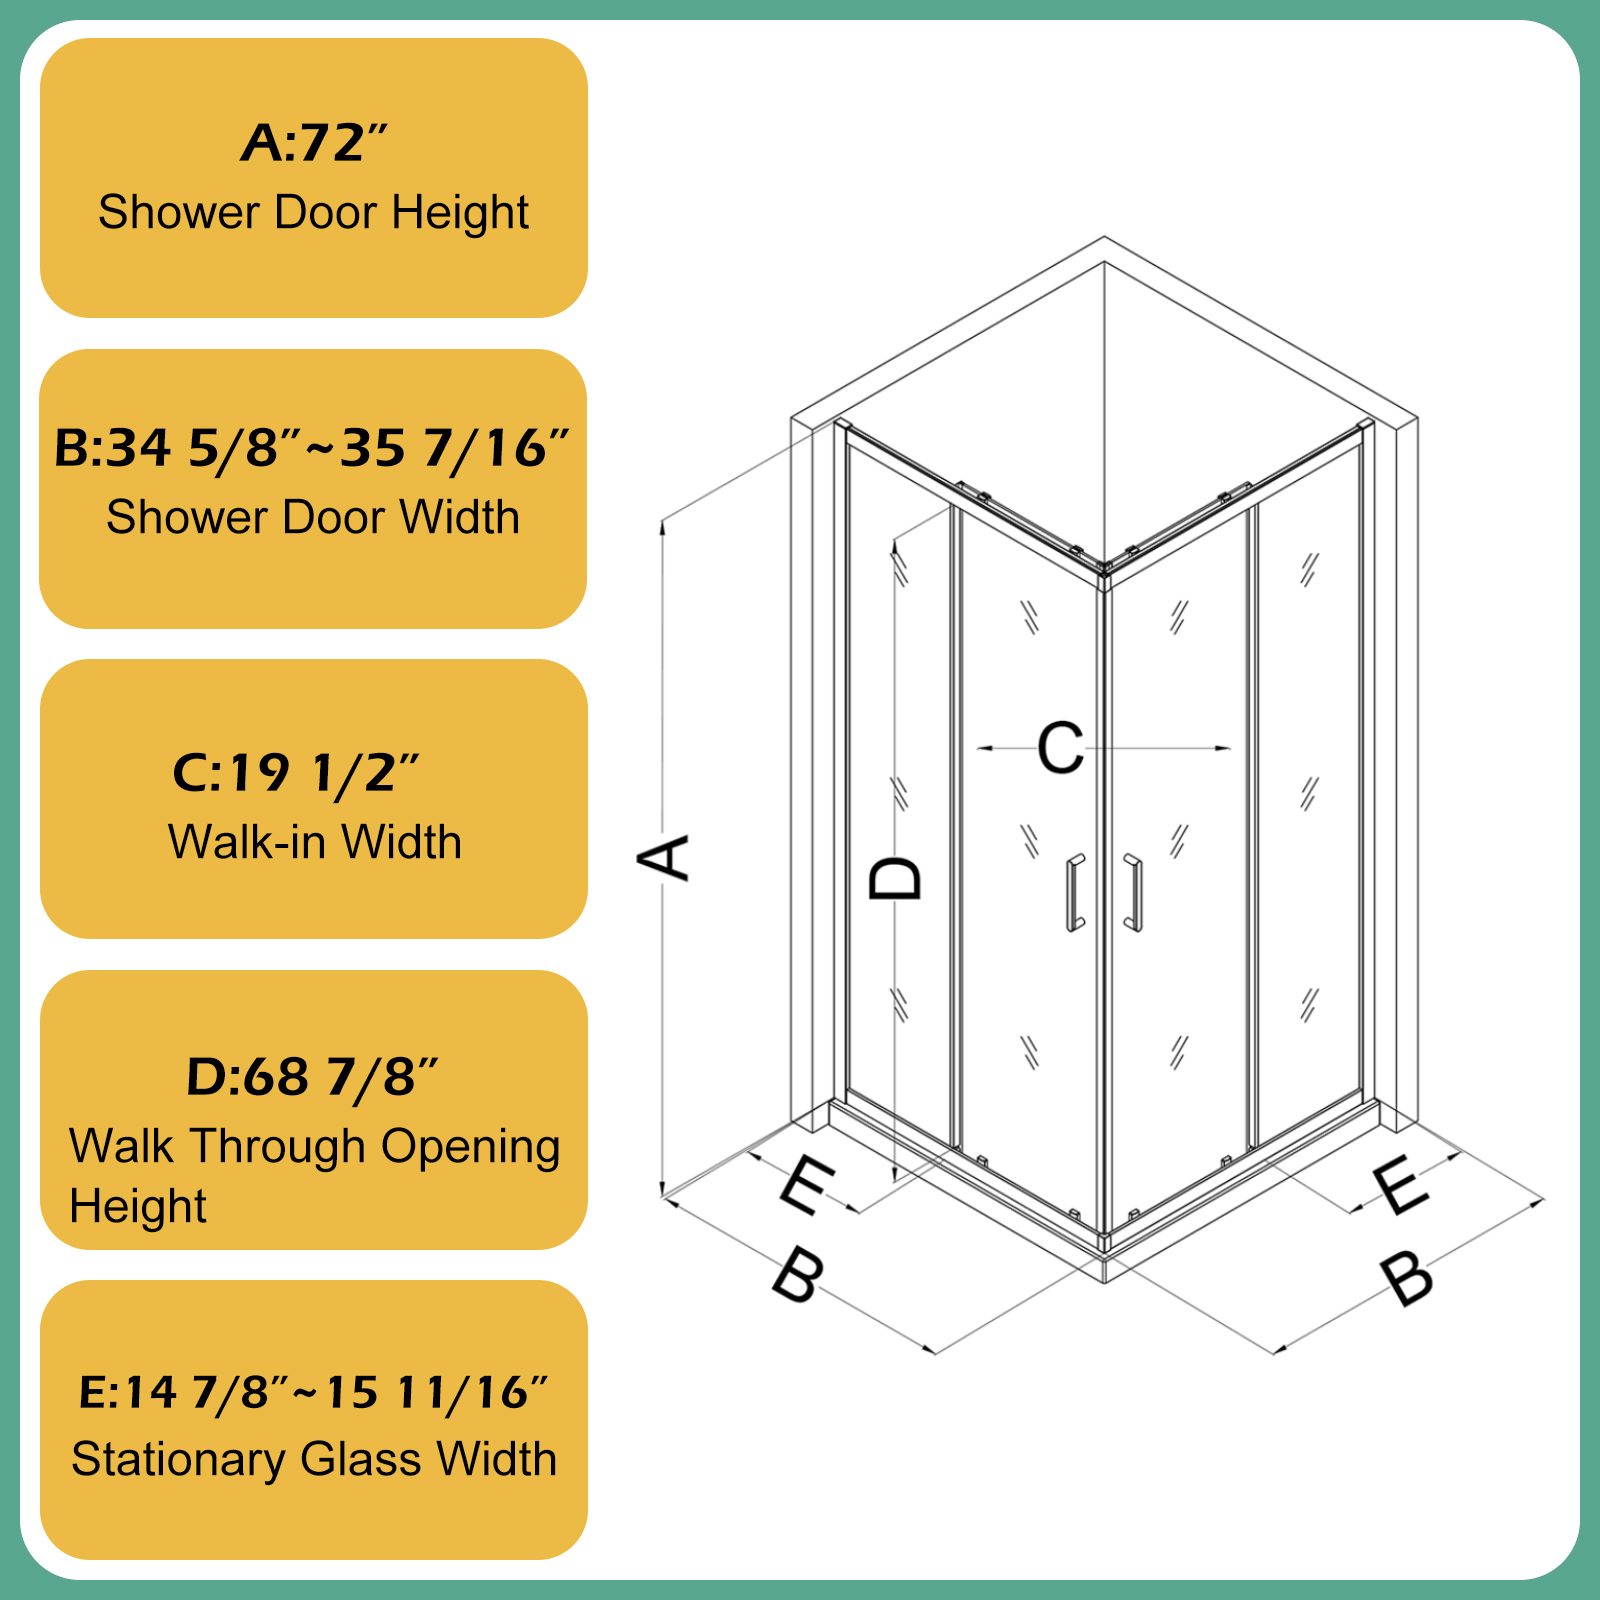 A:72″
Shower Door Height
B:34 5/8″~35 7/16″
Shower Door Width
C:19 1/2″
Walk-in Width
D:68 7/8″
Walk Through Opening
Height
E:14 7/8″~15 11/16″
Stationary Glass Width
C
A
D
E
E
B
B